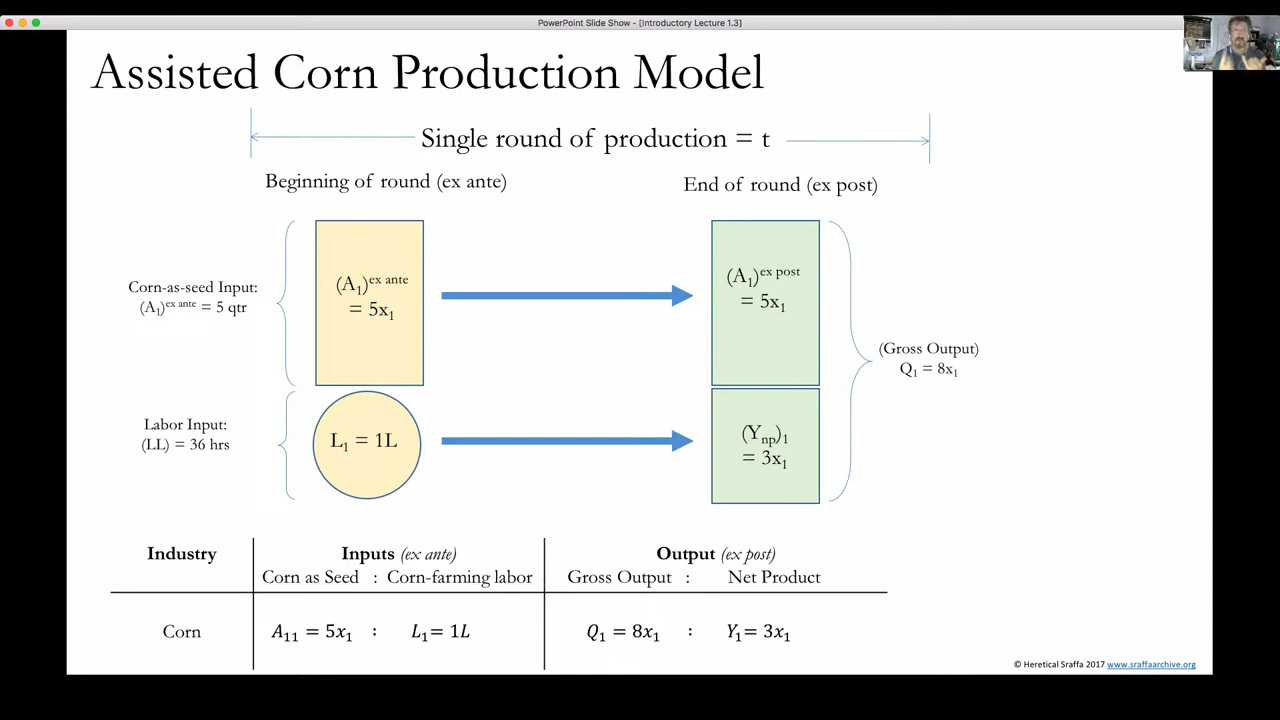 PowerPoint Slide Show - [Introductory Lecture 1.3]
Assisted Corn Production Model
Single round of production = t
Beginning of round (ex ante)
End of round (ex post)
Corn-as-seed Input:
(A₁)ᵉˣ ᵃⁿᵗᵉ = 5 qtr
(A₁)ᵉˣ ᵃⁿᵗᵉ
= 5x₁
(A₁)ᵉˣ ᵖᵒˢᵗ
= 5x₁
(Gross Output)
Q₁ = 8x₁
Labor Input:
(LL) = 36 hrs
L₁ = 1L
(Yₙₚ)₁
= 3x₁
Industry Inputs (ex ante) Output (ex post)
Corn as Seed : Corn-farming labor Gross Output : Net Product
Corn A₁₁ = 5x₁ : L₁= 1L Q₁ = 8x₁ : Y₁= 3x₁
© Heretical Sraffa 2017 www.sraffaarchive.org